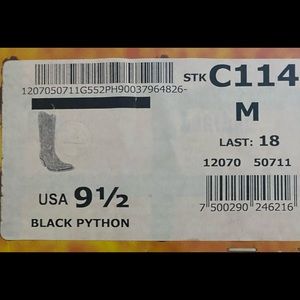 STK C114
1207050711G552PH90037964826-
M
LAST: 18
12070 50711
USA 9½
BLACK PYTHON
7 500290 246216